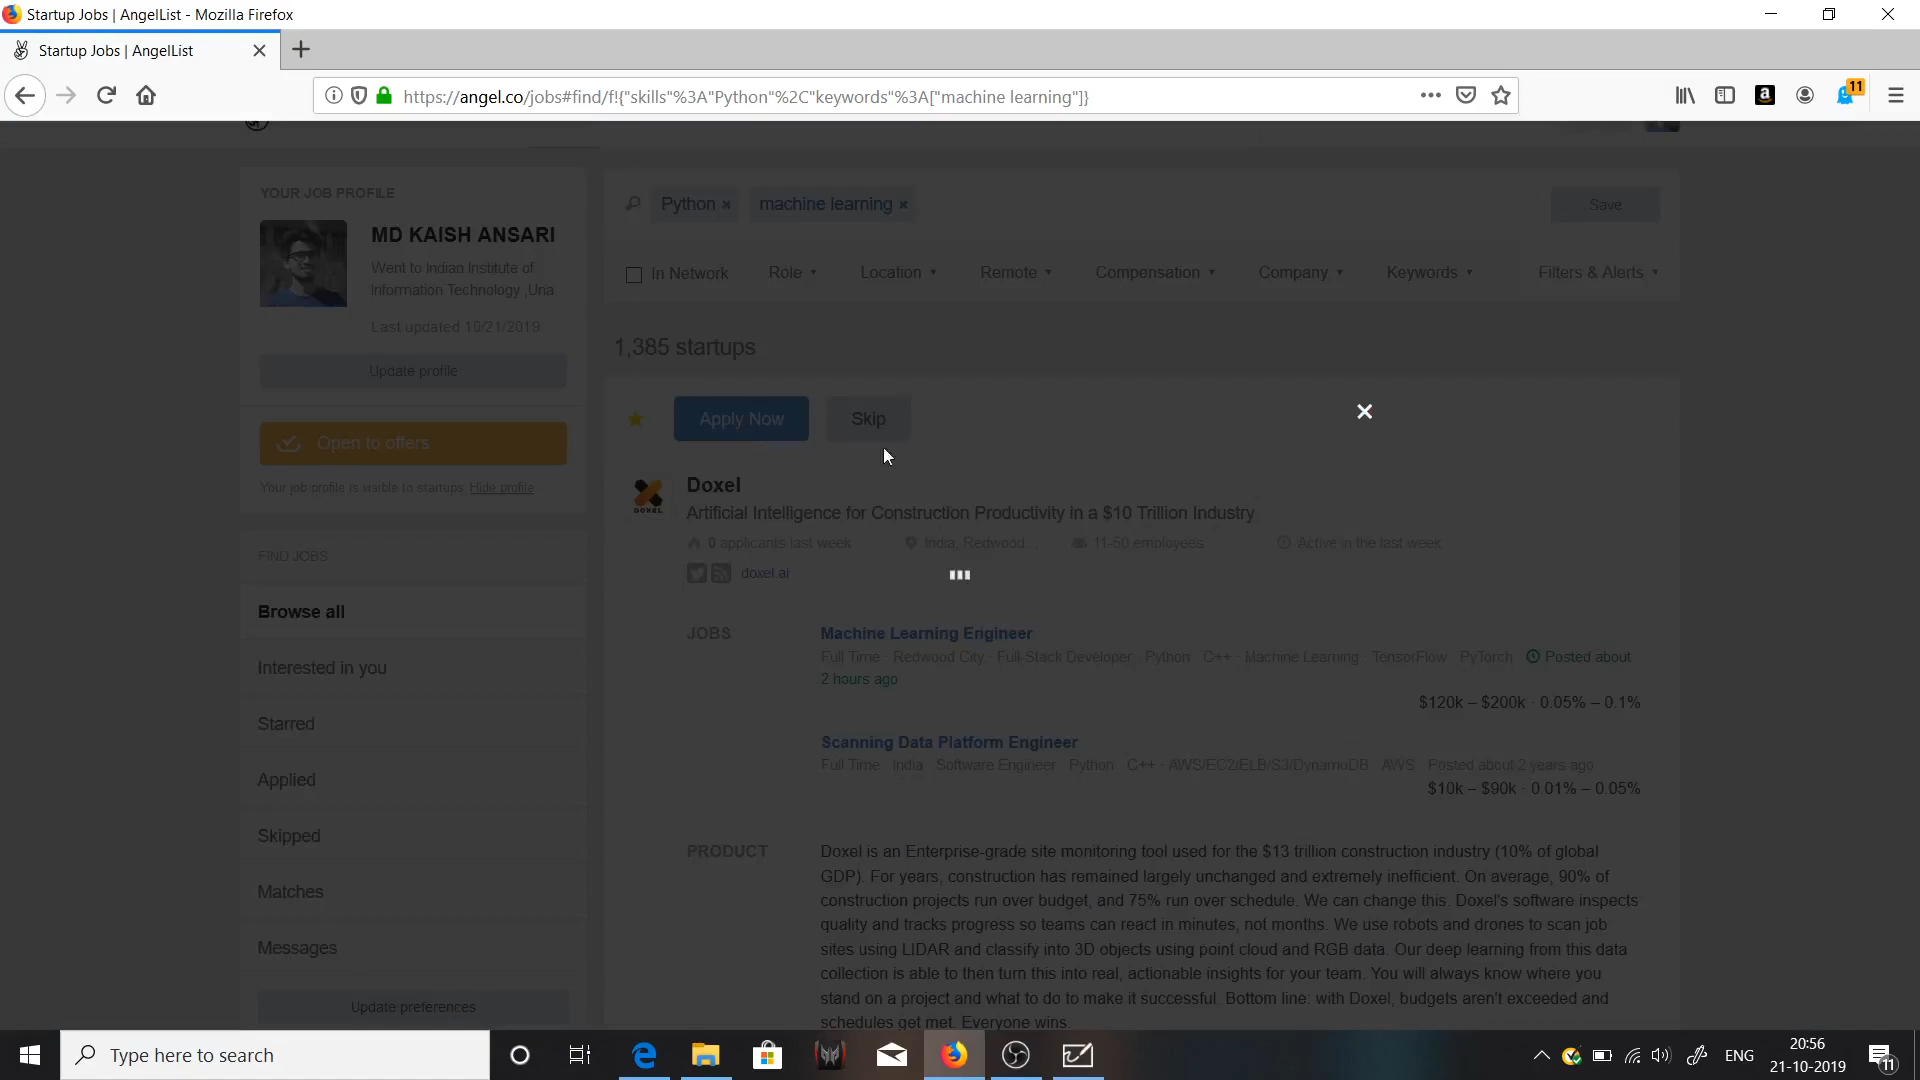 Startup Jobs | AngelList - Mozilla Firefox
Startup Jobs | AngelList
https://angel.co/jobs#find/f!{"skills"%3A"Python"%2C"keywords"%3A["machine learning"]}
11
YOUR JOB PROFILE
MD KAISH ANSARI
Went to Indian Institute of
Information Technology ,Una
Last updated 10/21/2019
Update profile
Open to offers
Your job profile is visible to startups Hide profile
FIND JOBS
Browse all
Interested in you
Starred
Applied
Skipped
Matches
Messages
Update preferences
Python × machine learning × Save
In Network Role Location Remote Compensation Company Keywords Filters & Alerts
1,385 startups
Apply Now Skip
DOXEL
Doxel
Artificial Intelligence for Construction Productivity in a $10 Trillion Industry
0 applicants last week India, Redwood... 11-50 employees Active in the last week
doxel.ai
JOBS
Machine Learning Engineer
Full Time · Redwood City · Full-Stack Developer · Python · C++ · Machine Learning · TensorFlow · PyTorch Posted about
2 hours ago
$120k – $200k · 0.05% – 0.1%
Scanning Data Platform Engineer
Full Time · India · Software Engineer · Python · C++ · AWS/EC2/ELB/S3/DynamoDB · AWS Posted about 2 years ago
$10k – $90k · 0.01% – 0.05%
PRODUCT
Doxel is an Enterprise-grade site monitoring tool used for the $13 trillion construction industry (10% of global
GDP). For years, construction has remained largely unchanged and extremely inefficient. On average, 90% of
construction projects run over budget, and 75% run over schedule. We can change this. Doxel's software inspects
quality and tracks progress so teams can react in minutes, not months. We use robots and drones to scan job
sites using LIDAR and classify into 3D objects using point cloud and RGB data. Our deep learning from this data
collection is able to then turn this into real, actionable insights for your team. You will always know where you
stand on a project and what to do to make it successful. Bottom line: with Doxel, budgets aren't exceeded and
schedules get met. Everyone wins.
Type here to search
ENG
20:56
21-10-2019
11